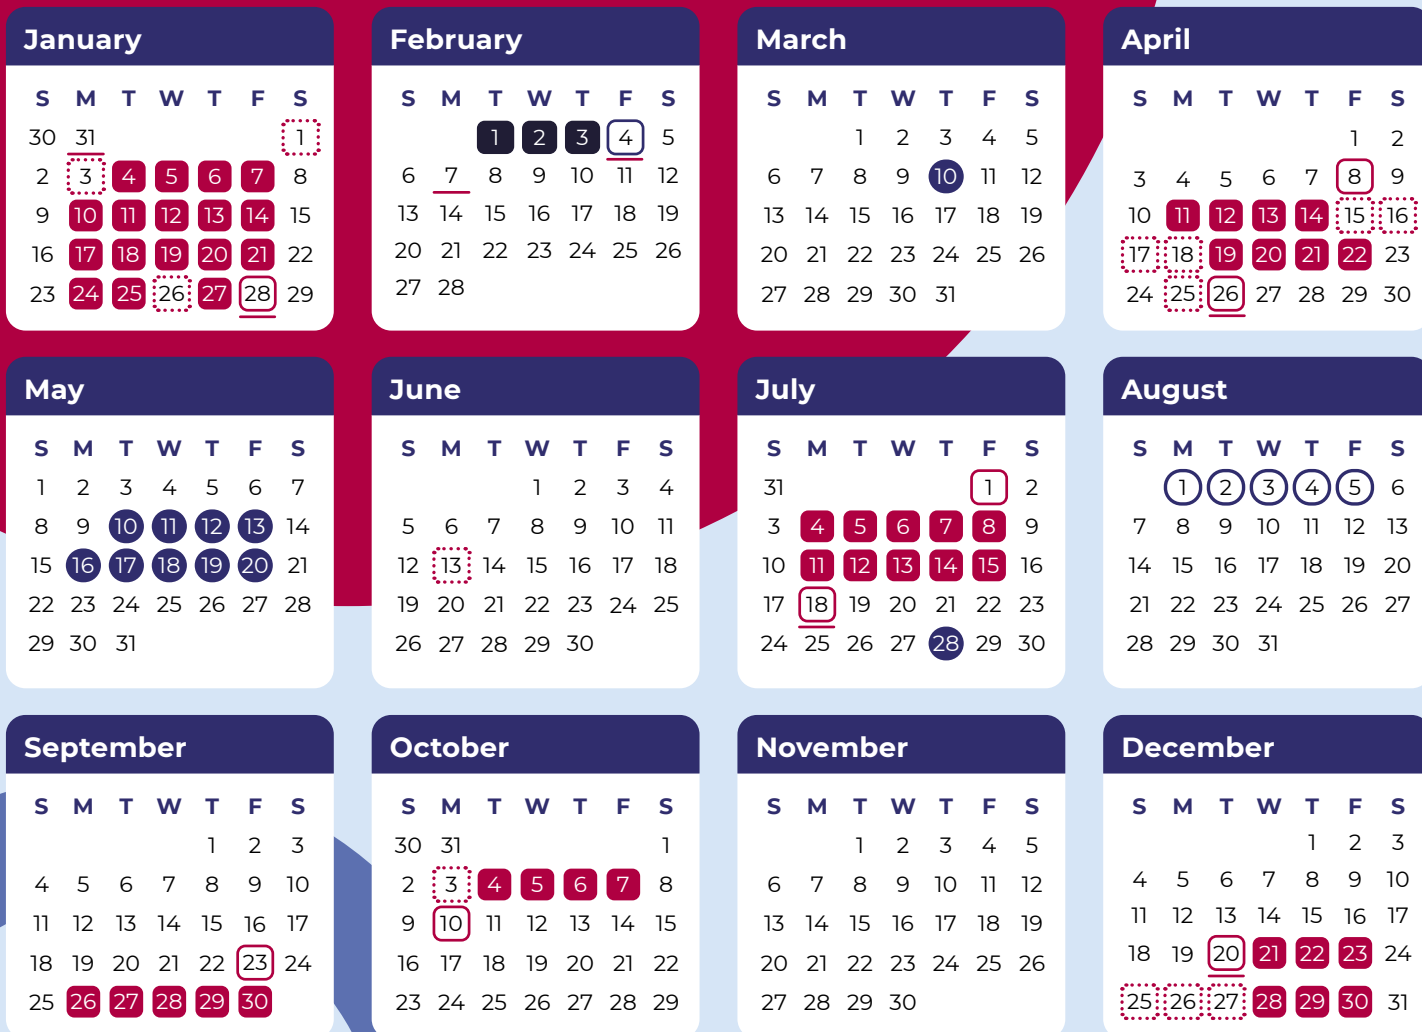 January
S M T W T F S
30 31 1
2 3 4 5 6 7 8
9 10 11 12 13 14 15
16 17 18 19 20 21 22
23 24 25 26 27 28 29
February
S M T W T F S
1 2 3 4 5
6 7 8 9 10 11 12
13 14 15 16 17 18 19
20 21 22 23 24 25 26
27 28
March
S M T W T F S
1 2 3 4 5
6 7 8 9 10 11 12
13 14 15 16 17 18 19
20 21 22 23 24 25 26
27 28 29 30 31
April
S M T W T F S
1 2
3 4 5 6 7 8 9
10 11 12 13 14 15 16
17 18 19 20 21 22 23
24 25 26 27 28 29 30
May
S M T W T F S
1 2 3 4 5 6 7
8 9 10 11 12 13 14
15 16 17 18 19 20 21
22 23 24 25 26 27 28
29 30 31
June
S M T W T F S
1 2 3 4
5 6 7 8 9 10 11
12 13 14 15 16 17 18
19 20 21 22 23 24 25
26 27 28 29 30
July
S M T W T F S
31 1 2
3 4 5 6 7 8 9
10 11 12 13 14 15 16
17 18 19 20 21 22 23
24 25 26 27 28 29 30
August
S M T W T F S
1 2 3 4 5 6
7 8 9 10 11 12 13
14 15 16 17 18 19 20
21 22 23 24 25 26 27
28 29 30 31
September
S M T W T F S
1 2 3
4 5 6 7 8 9 10
11 12 13 14 15 16 17
18 19 20 21 22 23 24
25 26 27 28 29 30
October
S M T W T F S
30 31 1
2 3 4 5 6 7 8
9 10 11 12 13 14 15
16 17 18 19 20 21 22
23 24 25 26 27 28 29
November
S M T W T F S
1 2 3 4 5
6 7 8 9 10 11 12
13 14 15 16 17 18 19
20 21 22 23 24 25 26
27 28 29 30
December
S M T W T F S
1 2 3
4 5 6 7 8 9 10
11 12 13 14 15 16 17
18 19 20 21 22 23 24
25 26 27 28 29 30 31